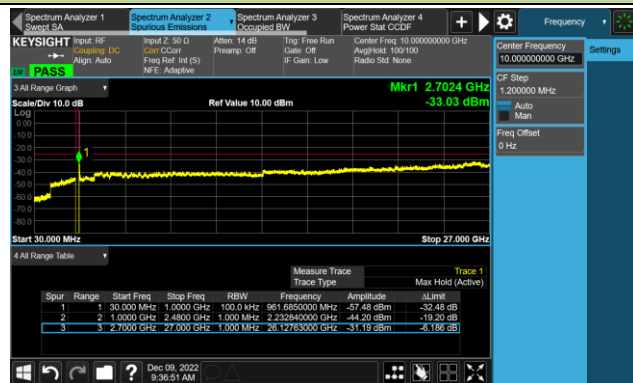 Spectrum Analyzer 1
Swept SA
Spectrum Analyzer 2
Spurious Emissions
Spectrum Analyzer 3
Occupied BW
Spectrum Analyzer 4
Power Stat CCDF
Frequency
KEYSIGHT
Input: RF
Coupling: DC
Align: Auto
Input Z: 50 Ω
Corr CCorr
Freq Ref: Int (S)
NFE: Adaptive
Atten: 14 dB
Preamp: Off
Trig: Free Run
Gate: Off
IF Gain: Low
Center Freq: 10.000000000 GHz
Avg|Hold: 100/100
Radio Std: None
PASS
Center Frequency
10.00000000 GHz
Settings
CF Step
1.200000 MHz
Auto
Man
Freq Offset
0 Hz
3 All Range Graph
Mkr1 2.7024 GHz
Scale/Div 10.0 dB
Ref Value 10.00 dBm
-33.03 dBm
Log
0.00
-10.0
-20.0
-30.0
-40.0
-50.0
-60.0
-70.0
-80.0
1
Start 30.000 MHz
Stop 27.000 GHz
4 All Range Table
Measure Trace Trace 1
Trace Type Max Hold (Active)
Spur Range Start Freq Stop Freq RBW Frequency Amplitude ΔLimit
1 1 30.000 MHz 1.0000 GHz 100.0 kHz 961.6850000 MHz -57.48 dBm -32.48 dB
2 2 1.0000 GHz 2.4800 GHz 1.000 MHz 2.232840000 GHz -44.20 dBm -19.20 dB
3 3 2.7000 GHz 27.000 GHz 1.000 MHz 26.12763000 GHz -31.19 dBm -6.186 dB
Dec 09, 2022
9:36:51 AM